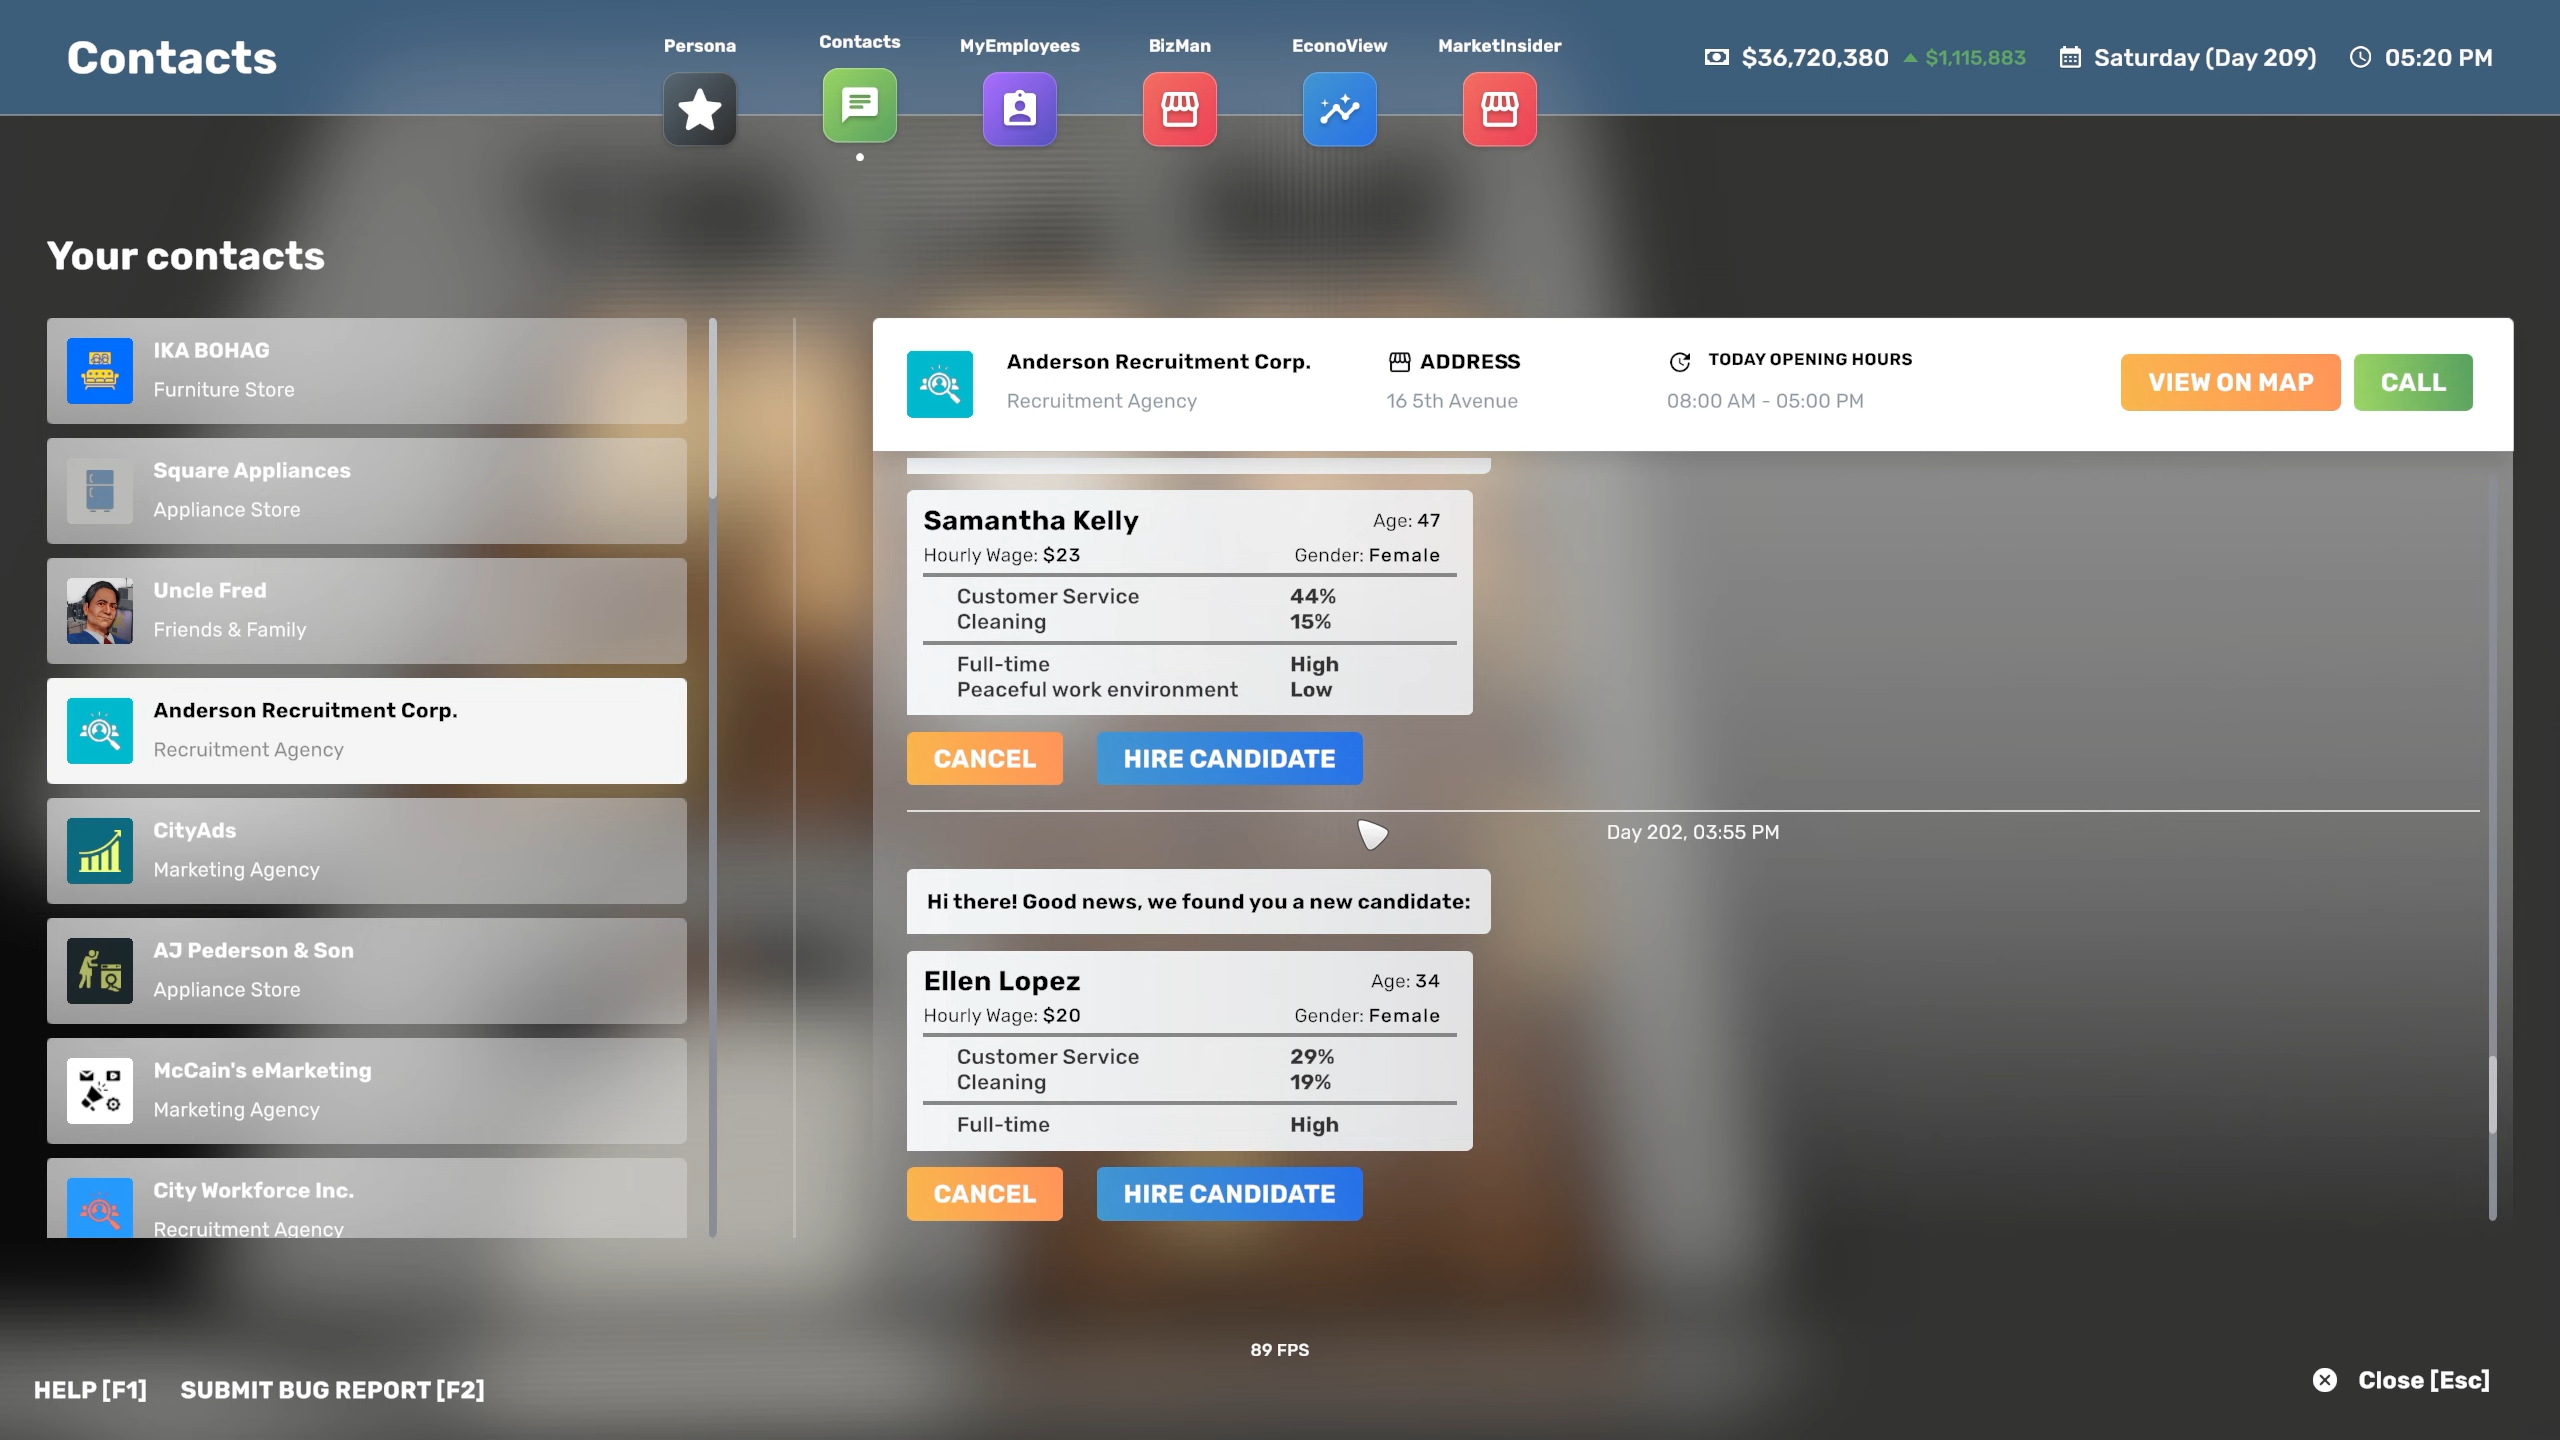 Contacts
Persona
Contacts
MyEmployees
BizMan
EconoView
MarketInsider
$36,720,380
$1,115,883
Saturday (Day 209)
05:20 PM
Your contacts
IKA BOHAG
Furniture Store
Square Appliances
Appliance Store
Uncle Fred
Friends & Family
Anderson Recruitment Corp.
Recruitment Agency
CityAds
Marketing Agency
AJ Pederson & Son
Appliance Store
McCain's eMarketing
Marketing Agency
City Workforce Inc.
Recruitment Agency
Anderson Recruitment Corp.
Recruitment Agency
ADDRESS
16 5th Avenue
TODAY OPENING HOURS
08:00 AM - 05:00 PM
VIEW ON MAP
CALL
Samantha Kelly Age: 47
Hourly Wage: $23 Gender: Female
Customer Service 44%
Cleaning 15%
Full-time High
Peaceful work environment Low
CANCEL HIRE CANDIDATE
Day 202, 03:55 PM
Hi there! Good news, we found you a new candidate:
Ellen Lopez Age: 34
Hourly Wage: $20 Gender: Female
Customer Service 29%
Cleaning 19%
Full-time High
CANCEL HIRE CANDIDATE
89 FPS
HELP [F1] SUBMIT BUG REPORT [F2]
Close [Esc]